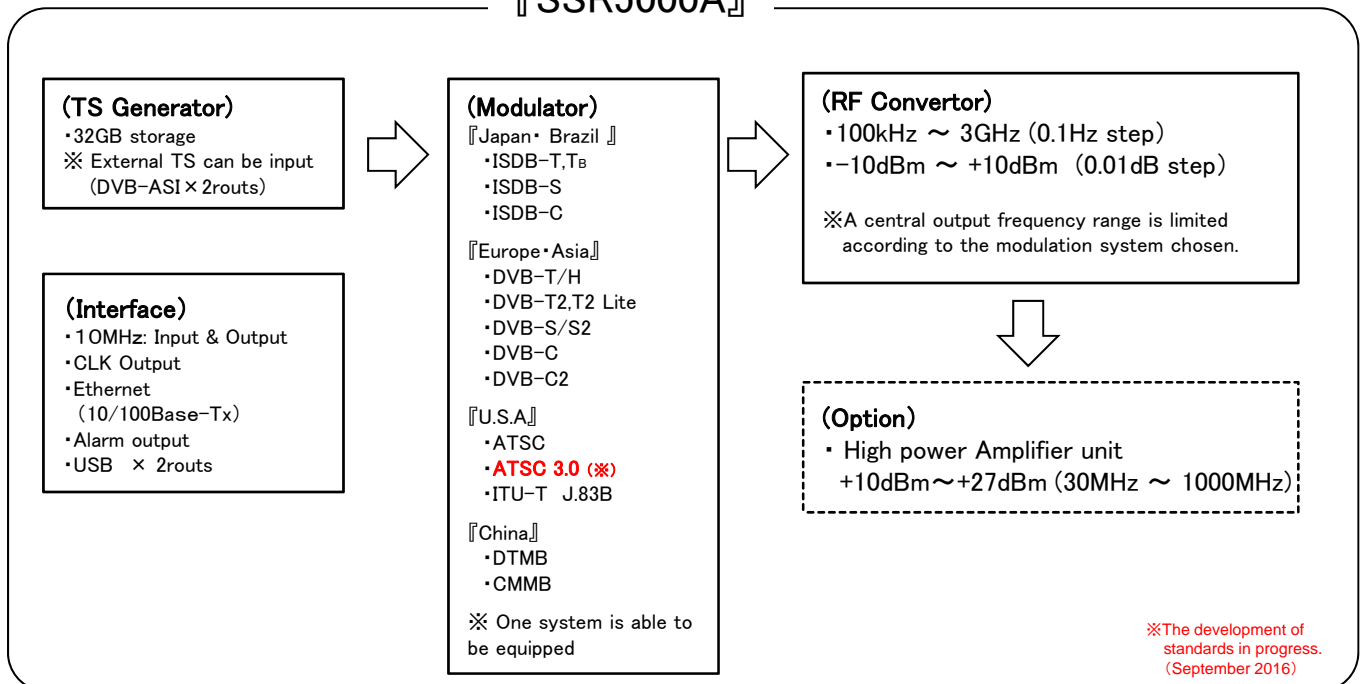 『SSR3000A』
(TS Generator)
・32GB storage
※ External TS can be input
(DVB-ASI×2routs)
(Interface)
・10MHz: Input & Output
・CLK Output
・Ethernet
(10/100Base-Tx)
・Alarm output
・USB × 2routs
(Modulator)
『Japan・ Brazil 』
・ISDB-T,TB
・ISDB-S
・ISDB-C
『Europe・Asia』
・DVB-T/H
・DVB-T2,T2 Lite
・DVB-S/S2
・DVB-C
・DVB-C2
『U.S.A』
・ATSC
・ATSC 3.0 (※)
・ITU-T J.83B
『China』
・DTMB
・CMMB
※ One system is able to
be equipped
(RF Convertor)
・100kHz ～ 3GHz (0.1Hz step)
・-10dBm ～ +10dBm (0.01dB step)
※A central output frequency range is limited
according to the modulation system chosen.
(Option)
・ High power Amplifier unit
+10dBm～+27dBm (30MHz ～ 1000MHz)
※The development of
standards in progress.
(September 2016)